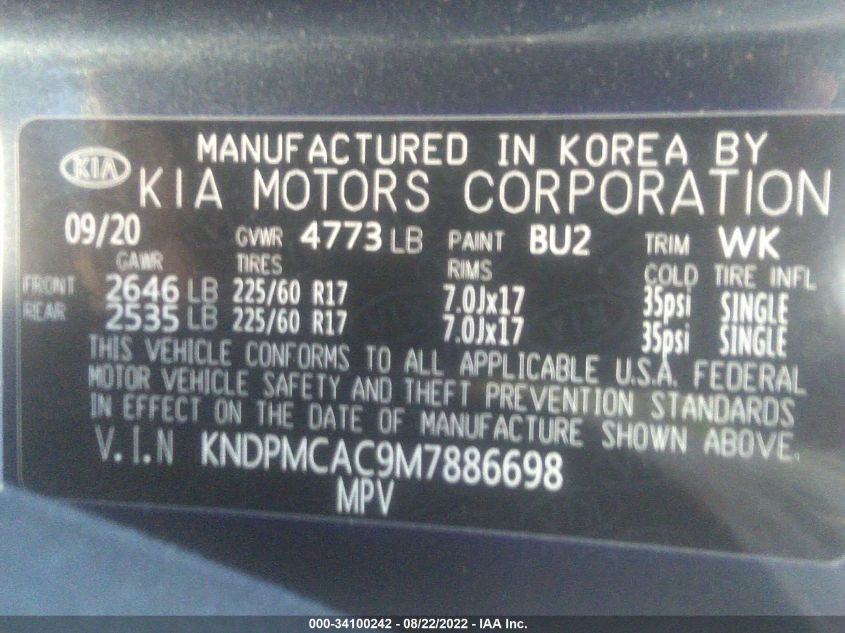 MANUFACTURED IN KOREA BY
KIA KIA MOTORS CORPORATION
09/20 GVWR 4773 LB PAINT BU2 TRIM WK
GAWR TIRES RIMS COLD TIRE INFL
FRONT 2646 LB 225/60 R17 7.0Jx17 35psi SINGLE
REAR 2535 LB 225/60 R17 7.0Jx17 35psi SINGLE
THIS VEHICLE CONFORMS TO ALL APPLICABLE U.S.A. FEDERAL
MOTOR VEHICLE SAFETY AND THEFT PREVENTION STANDARDS
IN EFFECT ON THE DATE OF MANUFACTURE SHOWN ABOVE.
V.I.N KNDPMCAC9M7886698
MPV
000-34100242 - 08/22/2022 - IAA Inc.